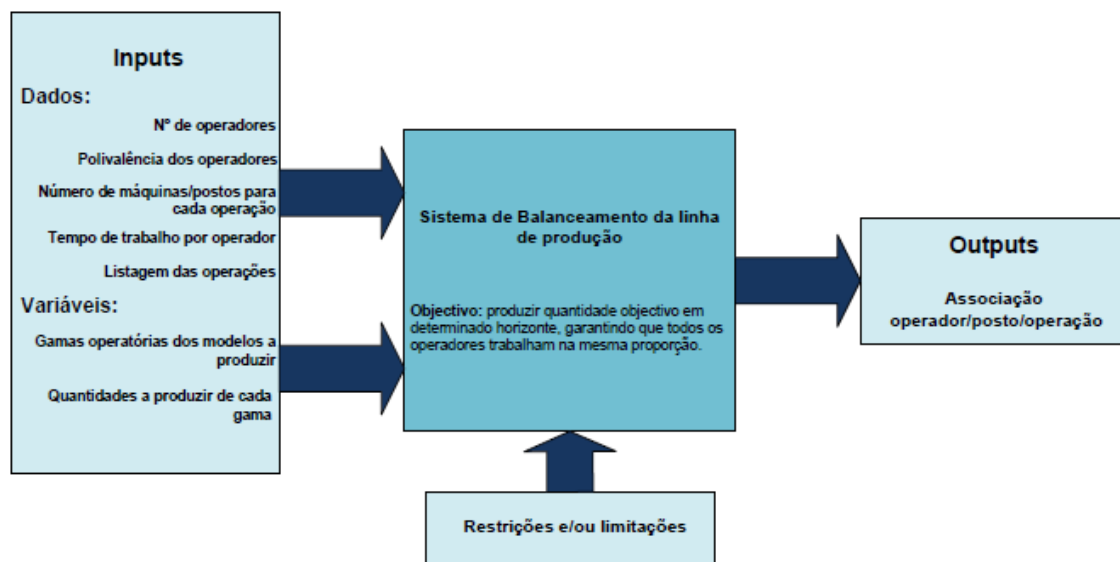 Inputs
Dados:
Nº de operadores
Polivalência dos operadores
Número de máquinas/postos para
cada operação
Tempo de trabalho por operador
Listagem das operações
Variáveis:
Gamas operatórias dos modelos a
produzir
Quantidades a produzir de cada
gama
Sistema de Balanceamento da linha
de produção
Objectivo: produzir quantidade objectivo em
determinado horizonte, garantindo que todos os
operadores trabalham na mesma proporção.
Outputs
Associação
operador/posto/operação
Restrições e/ou limitações